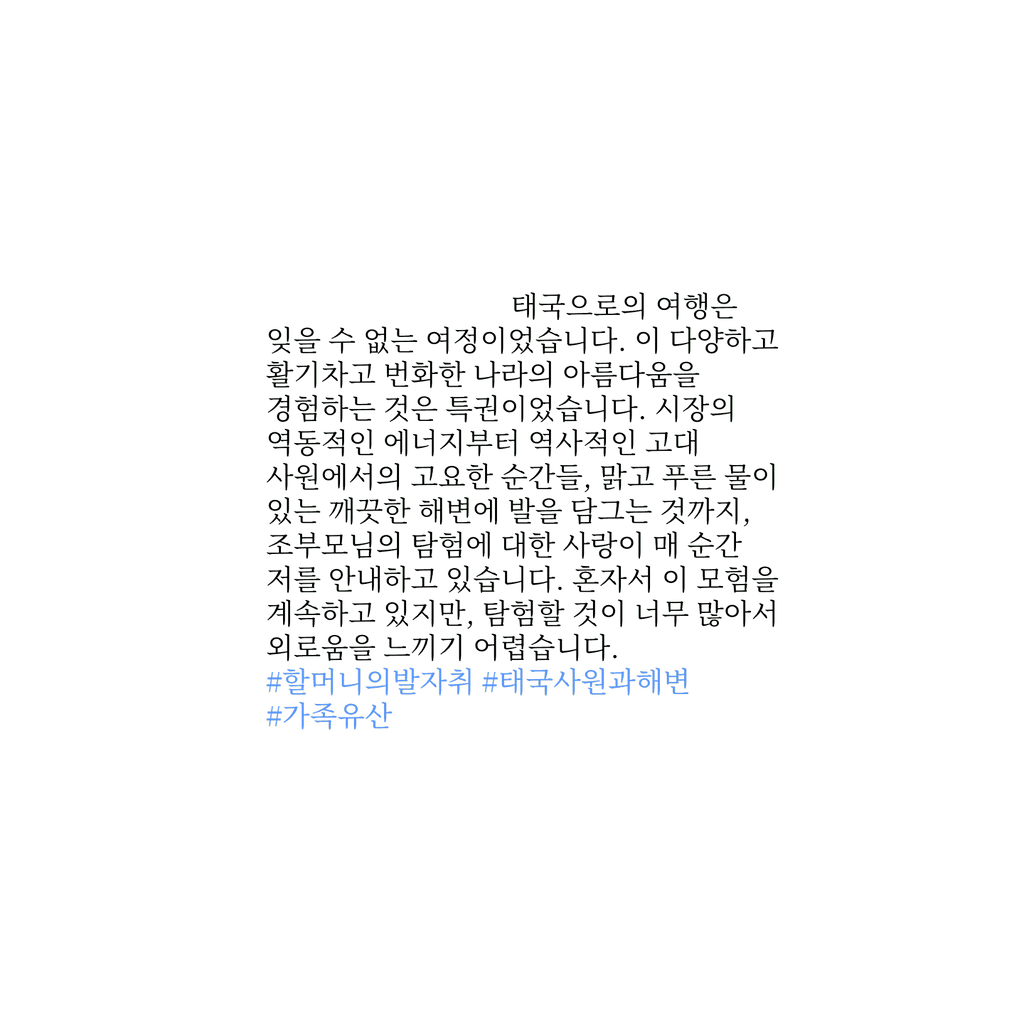 태국으로의 여행은
잊을 수 없는 여정이었습니다. 이 다양하고
활기차고 번화한 나라의 아름다움을
경험하는 것은 특권이었습니다. 시장의
역동적인 에너지부터 역사적인 고대
사원에서의 고요한 순간들, 맑고 푸른 물이
있는 깨끗한 해변에 발을 담그는 것까지,
조부모님의 탐험에 대한 사랑이 매 순간
저를 안내하고 있습니다. 혼자서 이 모험을
계속하고 있지만, 탐험할 것이 너무 많아서
외로움을 느끼기 어렵습니다.
#할머니의발자취 #태국사원과해변
#가족유산